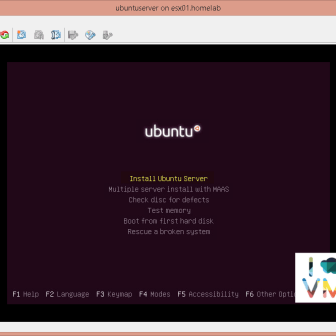 ubuntuserver on esx01.homelab
ubuntu
Install Ubuntu Server
Multiple server install with MAAS
Check disc for defects
Test memory
Boot from first hard disk
Rescue a broken system
F1 Help F2 Language F3 Keymap F4 Modes F5 Accessibility F6 Other
I
VM